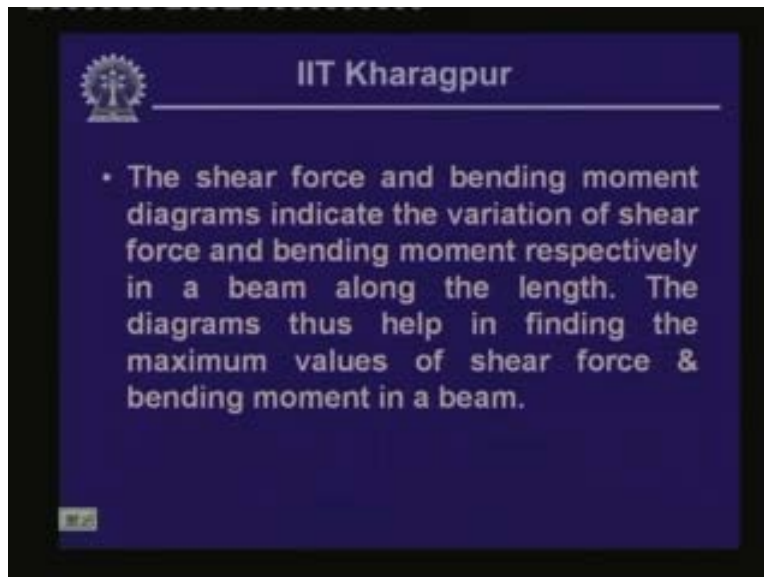 IIT Kharagpur
• The shear force and bending moment
diagrams indicate the variation of shear
force and bending moment respectively
in a beam along the length. The
diagrams thus help in finding the
maximum values of shear force &
bending moment in a beam.